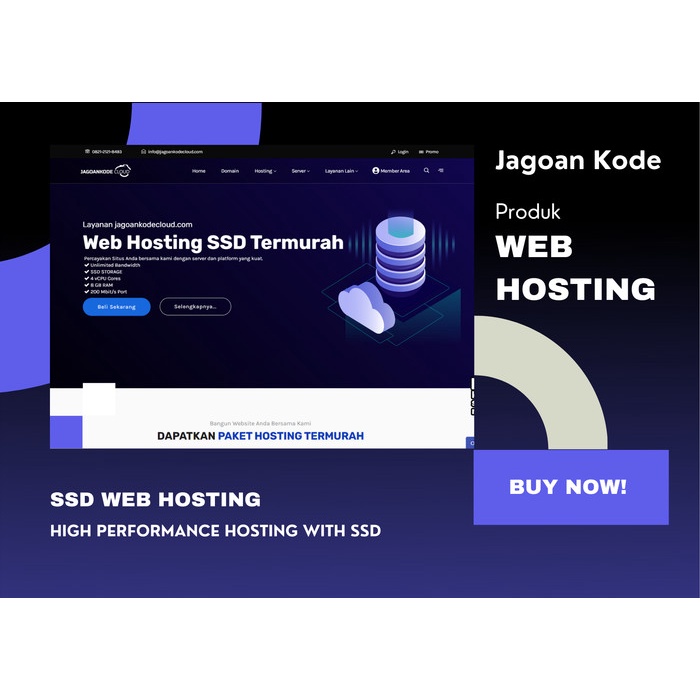 0821-2121-8483
info@jagoankodecloud.com
Login
Promo
JAGOANKODE CLOUD
Home
Domain
Hosting
Server
Layanan Lain
Member Area
Layanan jagoankodecloud.com
Web Hosting SSD Termurah
Percayakan Situs Anda bersama kami dengan server dan platform yang kuat.
Unlimited Bandwidth
SSD STORAGE
4 vCPU Cores
8 GB RAM
200 Mbit/s Port
Beli Sekarang
Selengkapnya...
Bangun Website Anda Bersama Kami
DAPATKAN PAKET HOSTING TERMURAH
Jagoan Kode
Produk
WEB
HOSTING
BUY NOW!
SSD WEB HOSTING
HIGH PERFORMANCE HOSTING WITH SSD